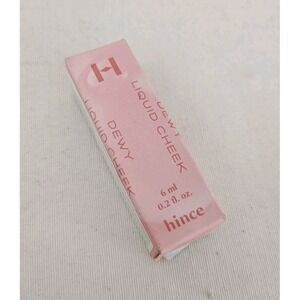 H
DEWY
LIQUID CHEEK
DEWY
LIQUID CHEEK
6 ml
0.2 fl. oz.
hince